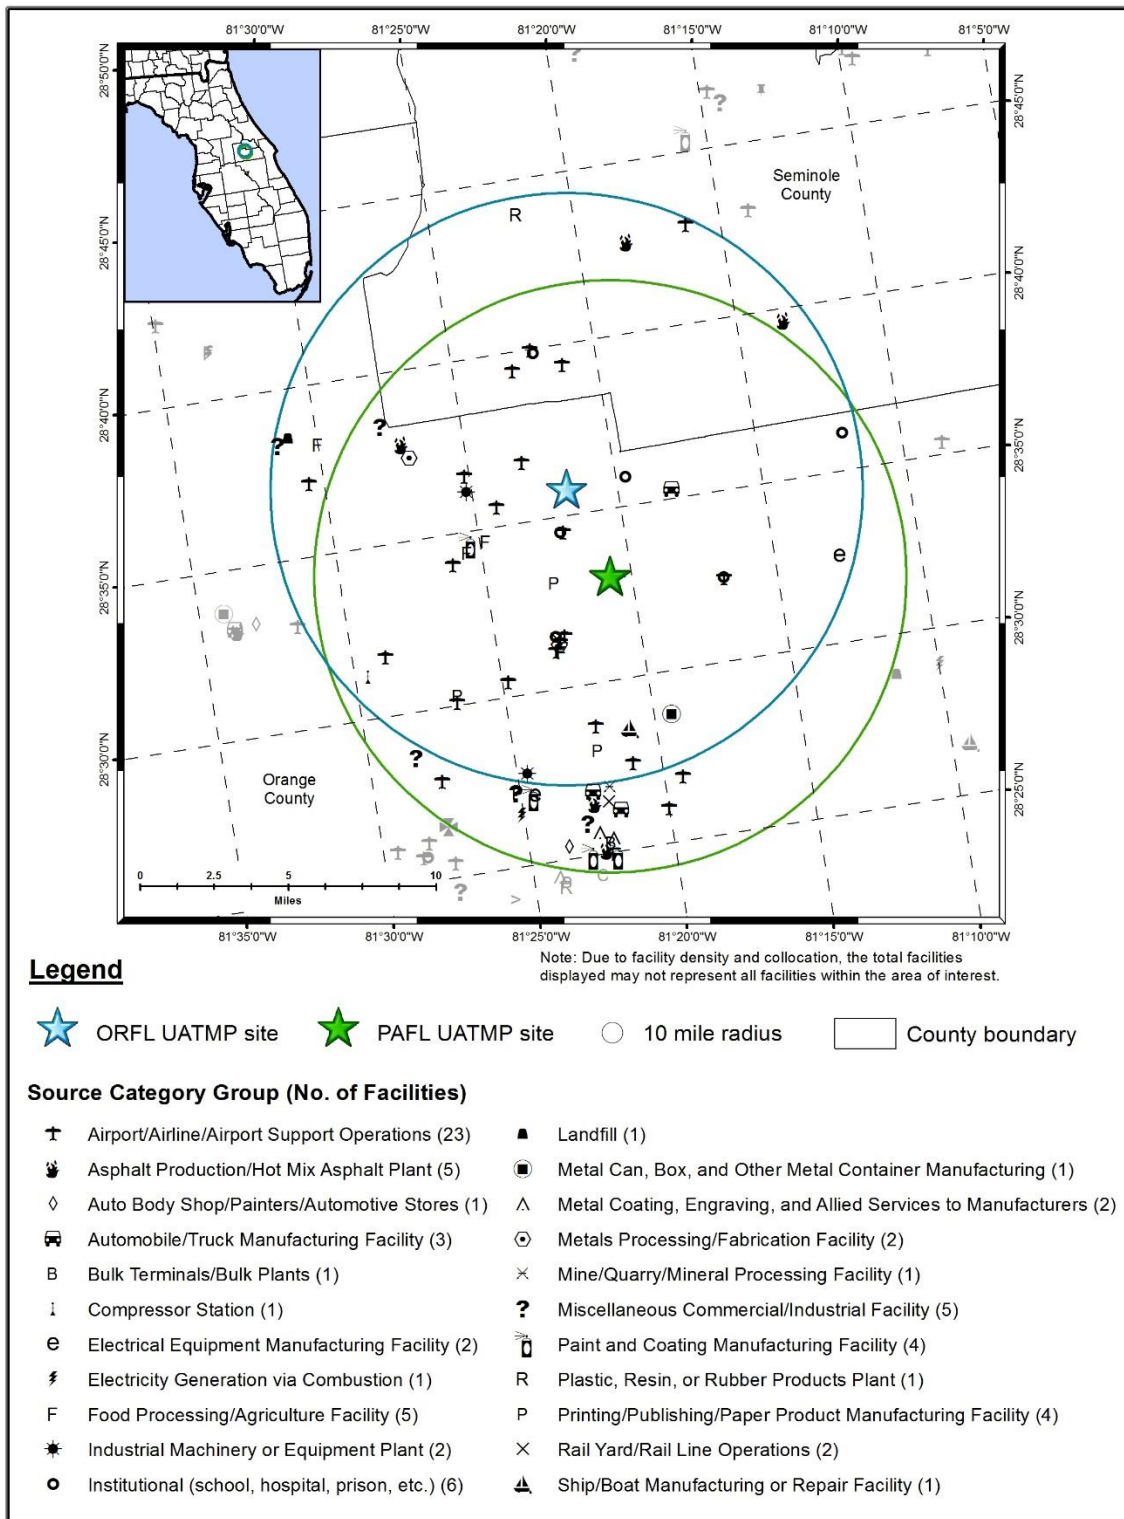 81°30'0"W 81°25'0"W 81°20'0"W 81°15'0"W 81°10'0"W 81°5'0"W
28°50'0"N
28°45'0"N
28°40'0"N
28°35'0"N
28°30'0"N
28°45'0"N
28°40'0"N
28°35'0"N
28°30'0"N
28°25'0"N
Seminole
County
Orange
County
0 2.5 5 10
Miles
81°35'0"W 81°30'0"W 81°25'0"W 81°20'0"W 81°15'0"W 81°10'0"W
Note: Due to facility density and collocation, the total facilities
displayed may not represent all facilities within the area of interest.
Legend
ORFL UATMP site PAFL UATMP site 10 mile radius County boundary
Source Category Group (No. of Facilities)
Airport/Airline/Airport Support Operations (23)
Asphalt Production/Hot Mix Asphalt Plant (5)
Auto Body Shop/Painters/Automotive Stores (1)
Automobile/Truck Manufacturing Facility (3)
B Bulk Terminals/Bulk Plants (1)
Compressor Station (1)
e Electrical Equipment Manufacturing Facility (2)
Electricity Generation via Combustion (1)
F Food Processing/Agriculture Facility (5)
Industrial Machinery or Equipment Plant (2)
Institutional (school, hospital, prison, etc.) (6)
Landfill (1)
Metal Can, Box, and Other Metal Container Manufacturing (1)
Metal Coating, Engraving, and Allied Services to Manufacturers (2)
Metals Processing/Fabrication Facility (2)
Mine/Quarry/Mineral Processing Facility (1)
? Miscellaneous Commercial/Industrial Facility (5)
Paint and Coating Manufacturing Facility (4)
R Plastic, Resin, or Rubber Products Plant (1)
P Printing/Publishing/Paper Product Manufacturing Facility (4)
Rail Yard/Rail Line Operations (2)
Ship/Boat Manufacturing or Repair Facility (1)